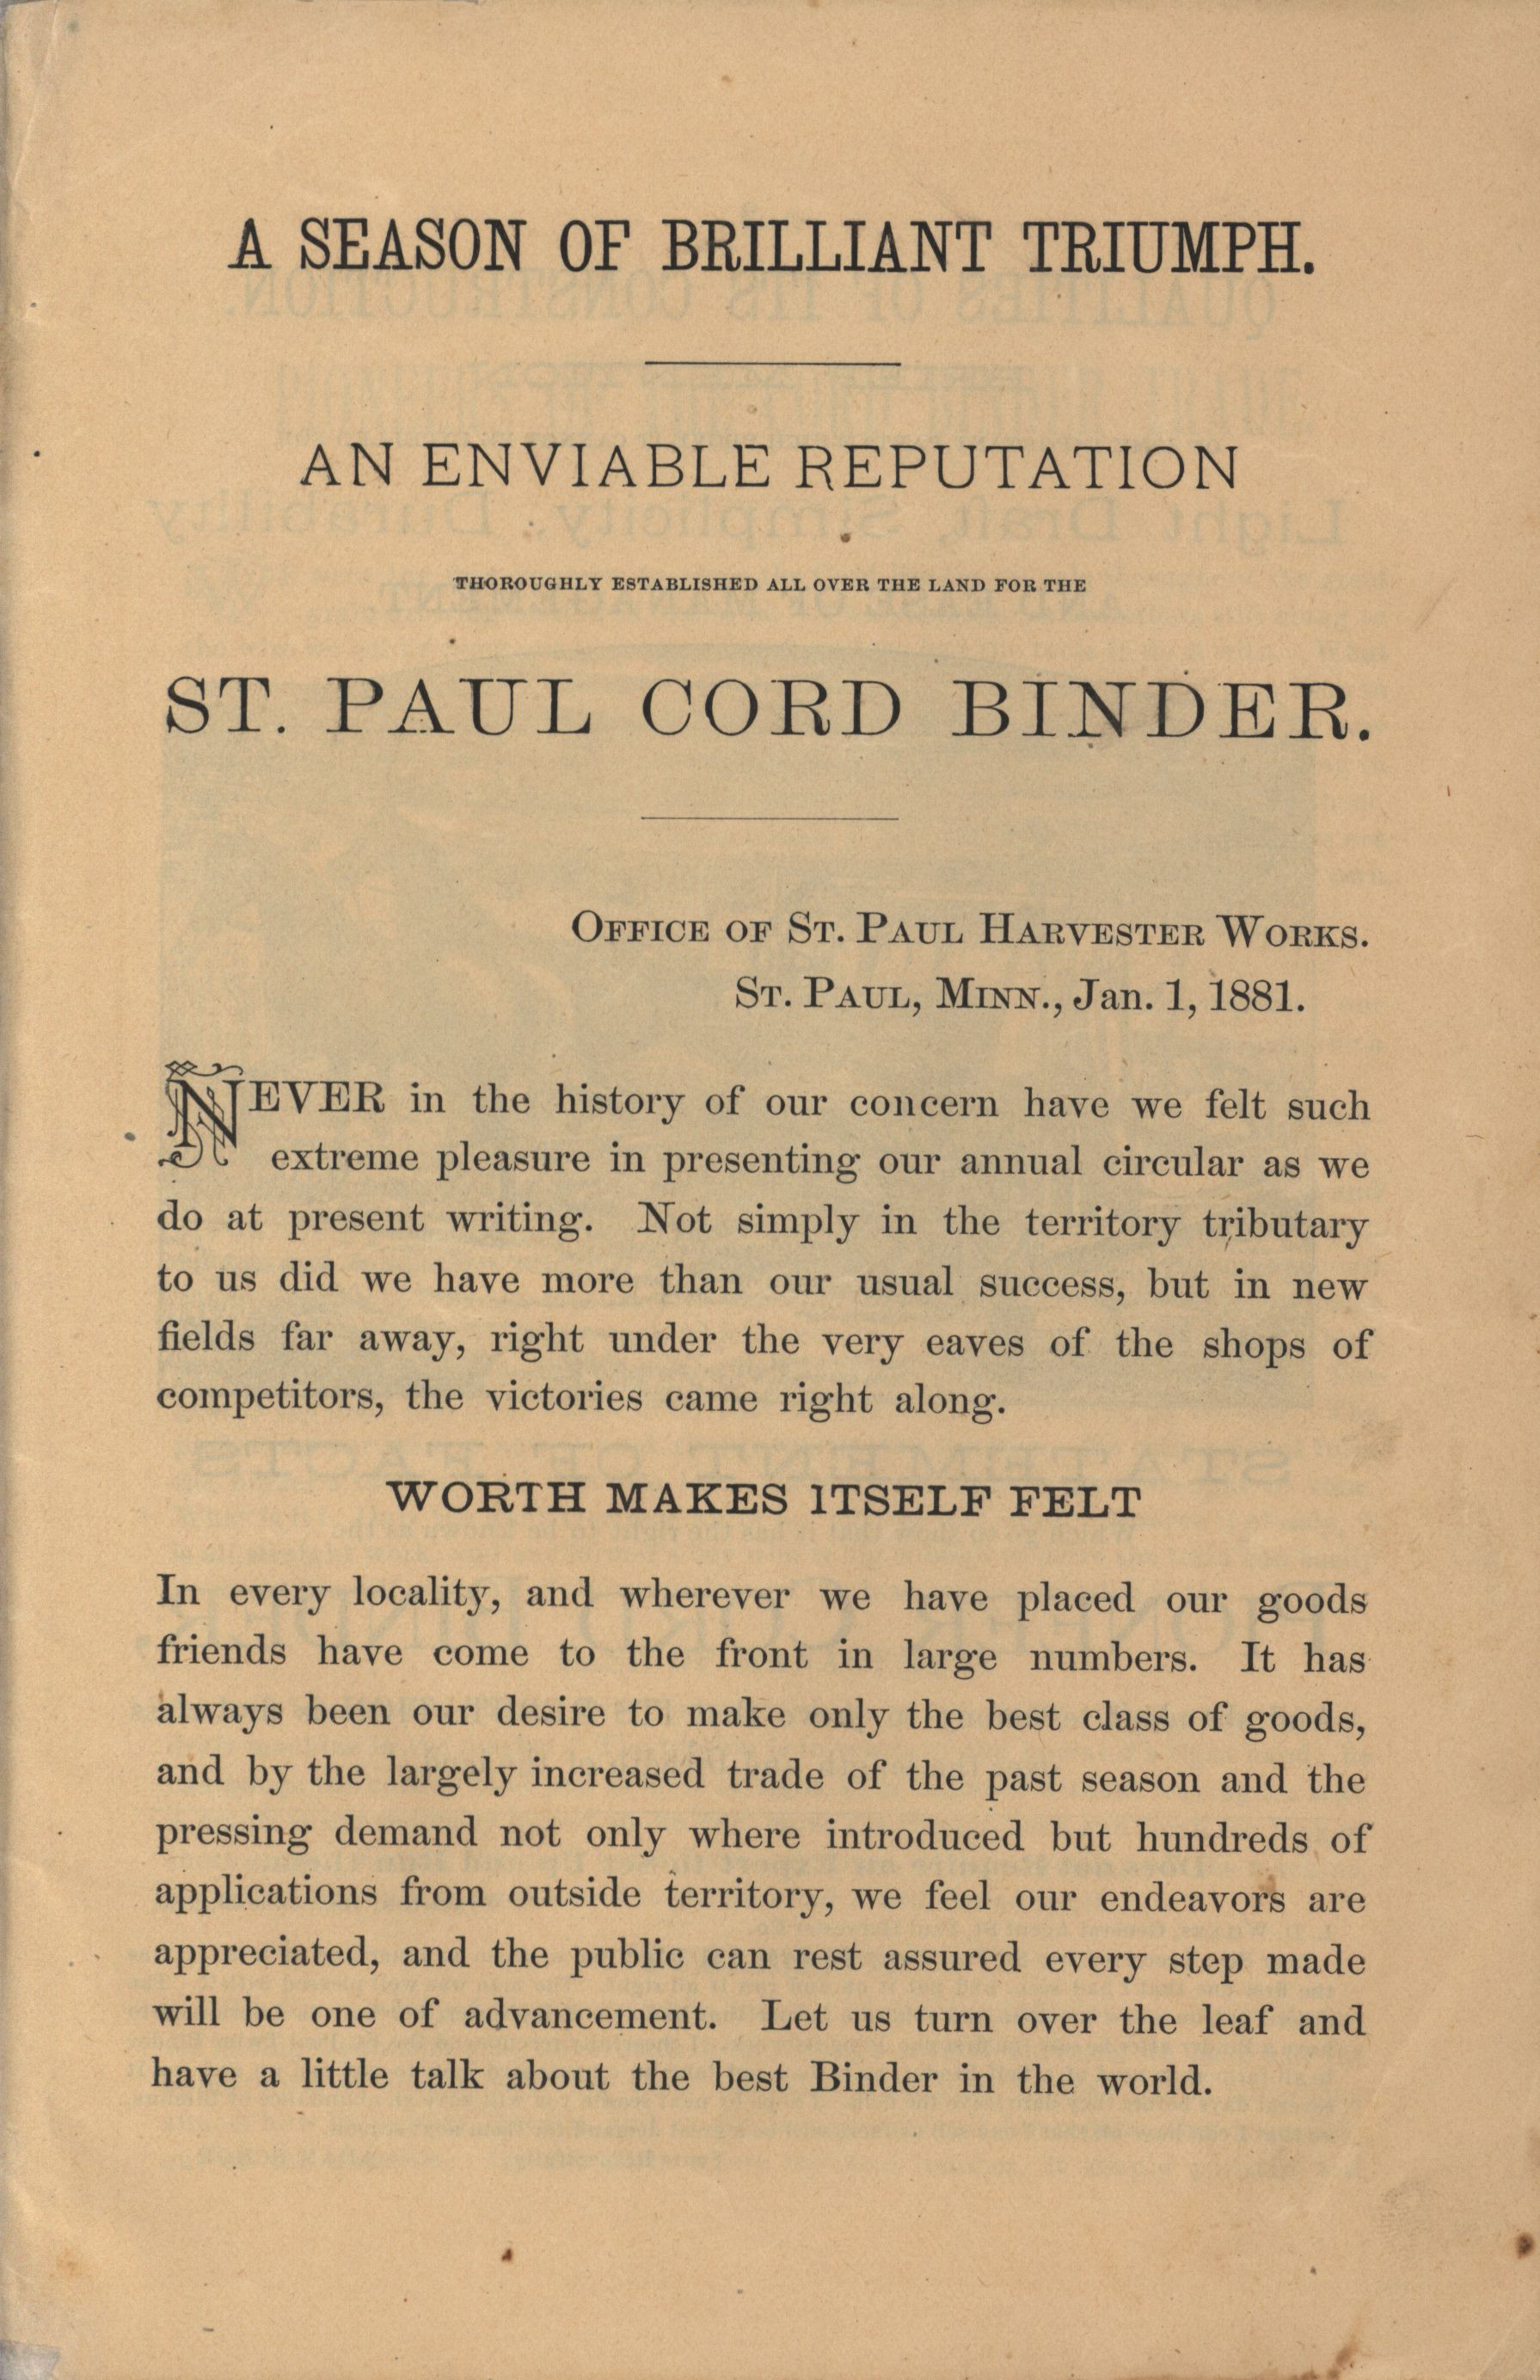 A SEASON OF BRILLIANT TRIUMPH.
AN ENVIABLE REPUTATION
THOROUGHLY ESTABLISHED ALL OVER THE LAND FOR THE
ST. PAUL CORD BINDER.
OFFICE OF ST. PAUL HARVESTER WORKS.
ST. PAUL, MINN., Jan. 1, 1881.
NEVER in the history of our concern have we felt such
extreme pleasure in presenting our annual circular as we
do at present writing. Not simply in the territory tributary
to us did we have more than our usual success, but in new
fields far away, right under the very eaves of the shops of
competitors, the victories came right along.
WORTH MAKES ITSELF FELT
In every locality, and wherever we have placed our goods
friends have come to the front in large numbers. It has
always been our desire to make only the best class of goods,
and by the largely increased trade of the past season and the
pressing demand not only where introduced but hundreds of
applications from outside territory, we feel our endeavors are
appreciated, and the public can rest assured every step made
will be one of advancement. Let us turn over the leaf and
have a little talk about the best Binder in the world.